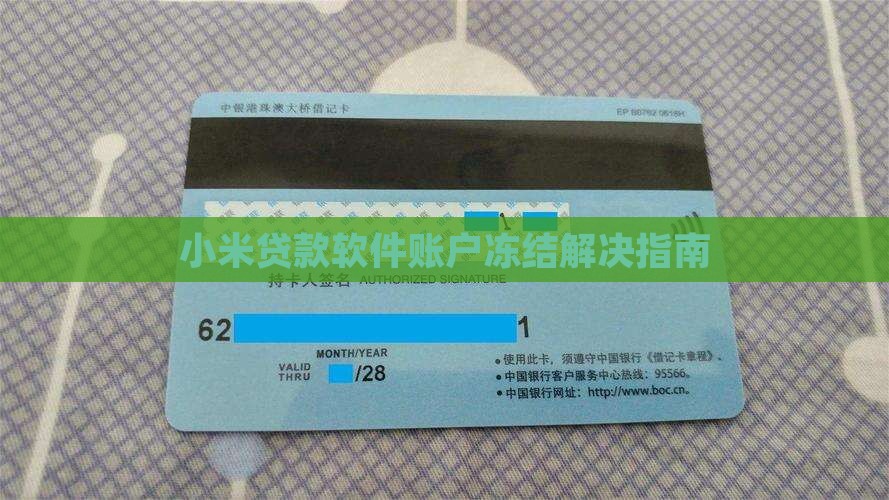 中银港珠澳大桥借记卡
EP B0762 0618H
1
小米贷款软件账户冻结解决指南
持卡人签名 AUTHORIZED SIGNATURE
62 1
MONTH/YEAR
VALID THRU /28
• 使用此卡，须遵守中国银行《借记卡章程》。
• 中国银行客户服务中心热线：95566。
• 中国银行网址：http://www.boc.cn。